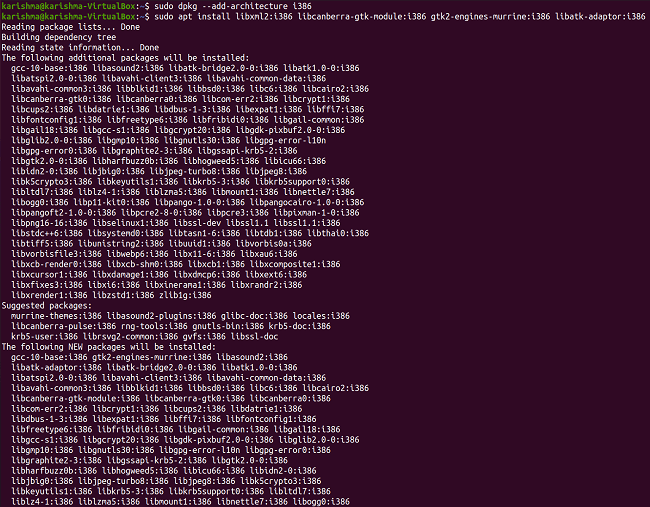 karishma@karishma-VirtualBox:~$ sudo dpkg --add-architecture i386
karishma@karishma-VirtualBox:~$ sudo apt install libxml2:i386 libcanberra-gtk-module:i386 gtk2-engines-murrine:i386 libatk-adaptor:i386
Reading package lists... Done
Building dependency tree
Reading state information... Done
The following additional packages will be installed:
gcc-10-base:i386 libasound2:i386 libatk-bridge2.0-0:i386 libatk1.0-0:i386
libatspi2.0-0:i386 libavahi-client3:i386 libavahi-common-data:i386
libavahi-common3:i386 libblkid1:i386 libbsd0:i386 libc6:i386 libcairo2:i386
libcanberra-gtk0:i386 libcanberra0:i386 libcom-err2:i386 libcrypt1:i386
libcups2:i386 libdatrie1:i386 libdbus-1-3:i386 libexpat1:i386 libffi7:i386
libfontconfig1:i386 libfreetype6:i386 libfribidi0:i386 libgail-common:i386
libgail18:i386 libgcc-s1:i386 libgcrypt20:i386 libgdk-pixbuf2.0-0:i386
libglib2.0-0:i386 libgmp10:i386 libgnutls30:i386 libgpg-error-l10n
libgpg-error0:i386 libgraphite2-3:i386 libgssapi-krb5-2:i386
libgtk2.0-0:i386 libharfbuzz0b:i386 libhogweed5:i386 libicu66:i386
libidn2-0:i386 libjbig0:i386 libjpeg-turbo8:i386 libjpeg8:i386
libk5crypto3:i386 libkeyutils1:i386 libkrb5-3:i386 libkrb5support0:i386
libltdl7:i386 liblz4-1:i386 liblzma5:i386 libmount1:i386 libnettle7:i386
libogg0:i386 libp11-kit0:i386 libpango-1.0-0:i386 libpangocairo-1.0-0:i386
libpangoft2-1.0-0:i386 libpcre2-8-0:i386 libpcre3:i386 libpixman-1-0:i386
libpng16-16:i386 libselinux1:i386 libssl-dev libssl1.1 libssl1.1:i386
libstdc++6:i386 libsystemd0:i386 libtasn1-6:i386 libtdb1:i386 libthai0:i386
libtiff5:i386 libunistring2:i386 libuuid1:i386 libvorbis0a:i386
libvorbisfile3:i386 libwebp6:i386 libx11-6:i386 libxau6:i386
libxcb-render0:i386 libxcb-shm0:i386 libxcb1:i386 libxcomposite1:i386
libxcursor1:i386 libxdamage1:i386 libxdmcp6:i386 libxext6:i386
libxfixes3:i386 libxi6:i386 libxinerama1:i386 libxrandr2:i386
libxrender1:i386 libzstd1:i386 zlib1g:i386
Suggested packages:
murrine-themes:i386 libasound2-plugins:i386 glibc-doc:i386 locales:i386
libcanberra-pulse:i386 rng-tools:i386 gnutls-bin:i386 krb5-doc:i386
krb5-user:i386 librsvg2-common:i386 gvfs:i386 libssl-doc
The following NEW packages will be installed:
gcc-10-base:i386 gtk2-engines-murrine:i386 libasound2:i386
libatk-adaptor:i386 libatk-bridge2.0-0:i386 libatk1.0-0:i386
libatspi2.0-0:i386 libavahi-client3:i386 libavahi-common-data:i386
libavahi-common3:i386 libblkid1:i386 libbsd0:i386 libc6:i386 libcairo2:i386
libcanberra-gtk-module:i386 libcanberra-gtk0:i386 libcanberra0:i386
libcom-err2:i386 libcrypt1:i386 libcups2:i386 libdatrie1:i386
libdbus-1-3:i386 libexpat1:i386 libffi7:i386 libfontconfig1:i386
libfreetype6:i386 libfribidi0:i386 libgail-common:i386 libgail18:i386
libgcc-s1:i386 libgcrypt20:i386 libgdk-pixbuf2.0-0:i386 libglib2.0-0:i386
libgmp10:i386 libgnutls30:i386 libgpg-error-l10n libgpg-error0:i386
libgraphite2-3:i386 libgssapi-krb5-2:i386 libgtk2.0-0:i386
libharfbuzz0b:i386 libhogweed5:i386 libicu66:i386 libidn2-0:i386
libjbig0:i386 libjpeg-turbo8:i386 libjpeg8:i386 libk5crypto3:i386
libkeyutils1:i386 libkrb5-3:i386 libkrb5support0:i386 libltdl7:i386
liblz4-1:i386 liblzma5:i386 libmount1:i386 libnettle7:i386 libogg0:i386